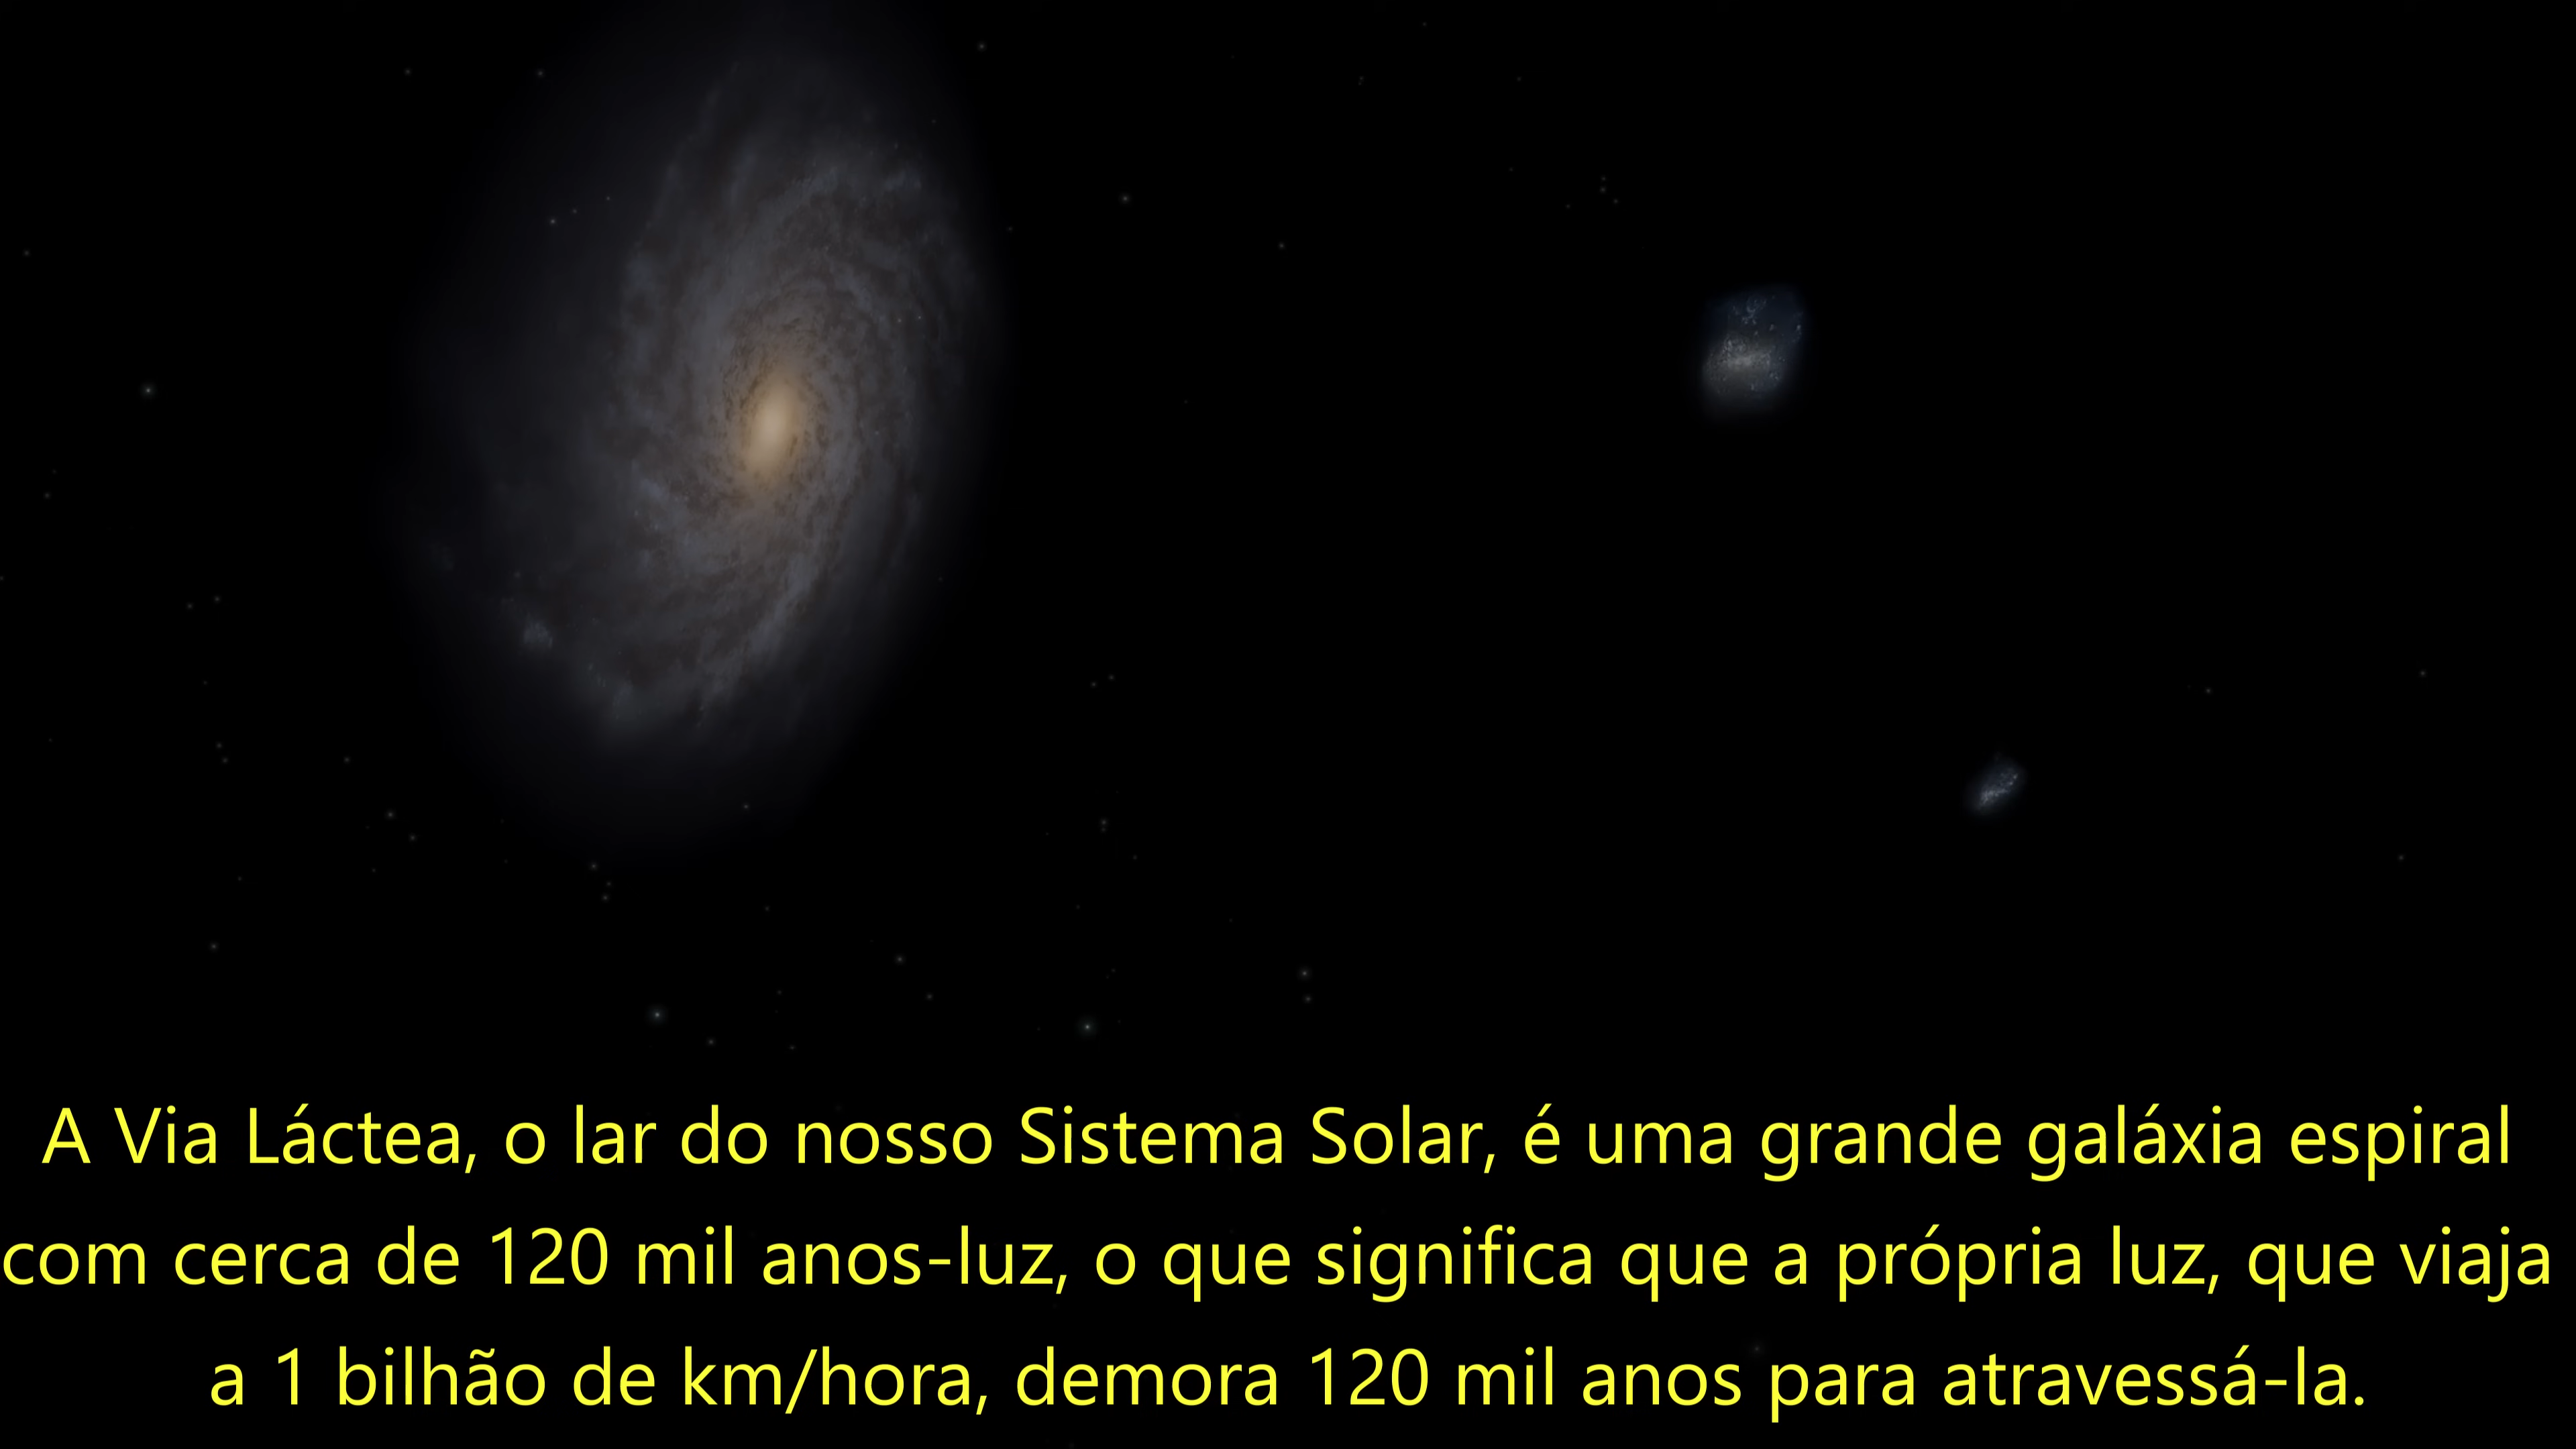 A Via Láctea, o lar do nosso Sistema Solar, é uma grande galáxia espiral
com cerca de 120 mil anos-luz, o que significa que a própria luz, que viaja
a 1 bilhão de km/hora, demora 120 mil anos para atravessá-la.